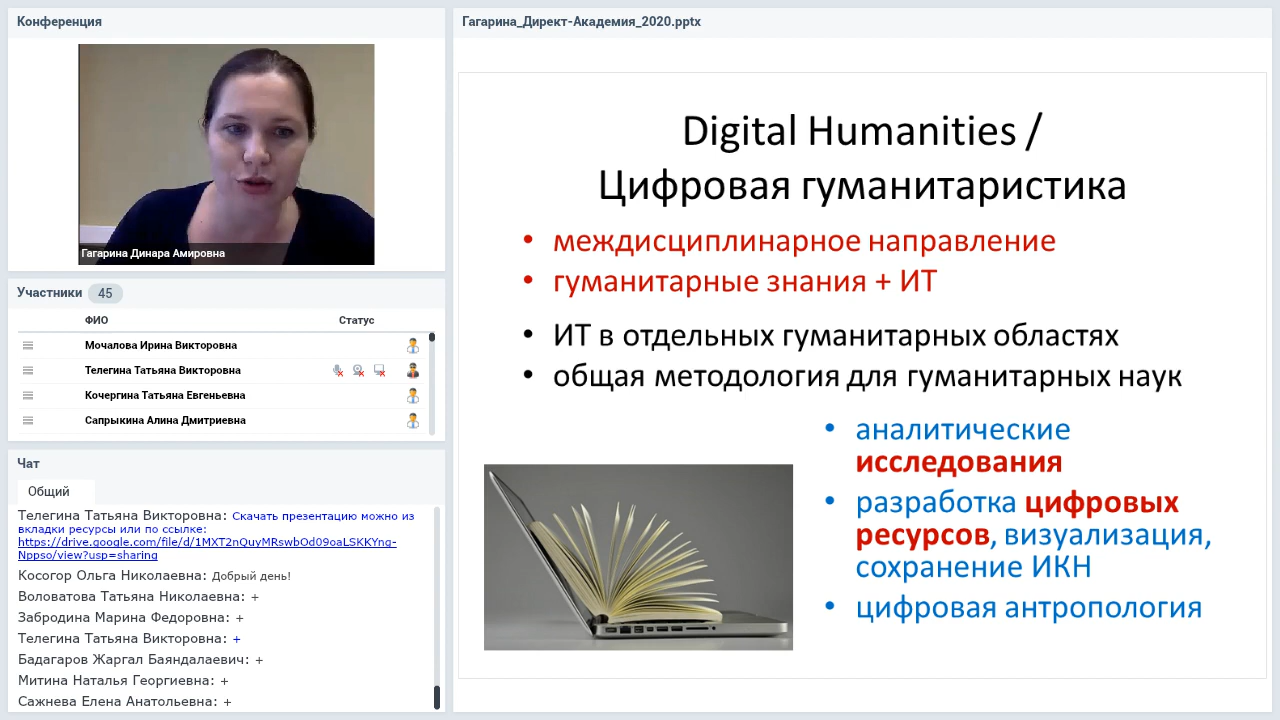 Конференция
Гагарина Динара Амировна
Участники 45
ФИО Статус
Мочалова Ирина Викторовна
Телегина Татьяна Викторовна
Кочергина Татьяна Евгеньевна
Сапрыкина Алина Дмитриевна
Чат
Общий
Телегина Татьяна Викторовна: Скачать презентацию можно из
вкладки ресурсы или по ссылке:
https://drive.google.com/file/d/1MXT2nQuyMRswbOd09oaLSKKYng-
Nppso/view?usp=sharing
Косогор Ольга Николаевна: Добрый день!
Воловатова Татьяна Николаевна: +
Забродина Марина Федоровна: +
Телегина Татьяна Викторовна: +
Бадагаров Жаргал Баяндалаевич: +
Митина Наталья Георгиевна: +
Сажнева Елена Анатольевна: +
Гагарина_Директ-Академия_2020.pptx
Digital Humanities /
Цифровая гуманитаристика
• междисциплинарное направление
• гуманитарные знания + ИТ
• ИТ в отдельных гуманитарных областях
• общая методология для гуманитарных наук
• аналитические
исследования
• разработка цифровых
ресурсов, визуализация,
сохранение ИКН
• цифровая антропология